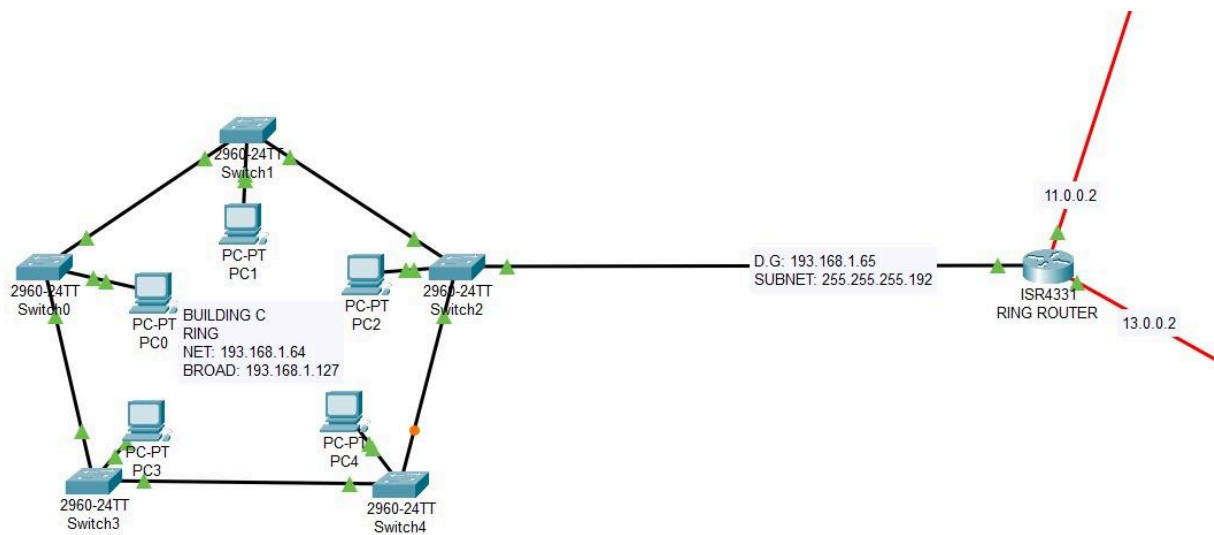 2960-24TT
Switch1
PC-PT
PC1
11.0.0.2
2960-24TT
Switch0
PC-PT
PC0
PC-PT
PC2
2960-24TT
Switch2
D.G: 193.168.1.65
SUBNET: 255.255.255.192
ISR4331
RING ROUTER
13.0.0.2
BUILDING C
RING
NET: 193.168.1.64
BROAD: 193.168.1.127
PC-PT
PC3
PC-PT
PC4
2960-24TT
Switch3
2960-24TT
Switch4